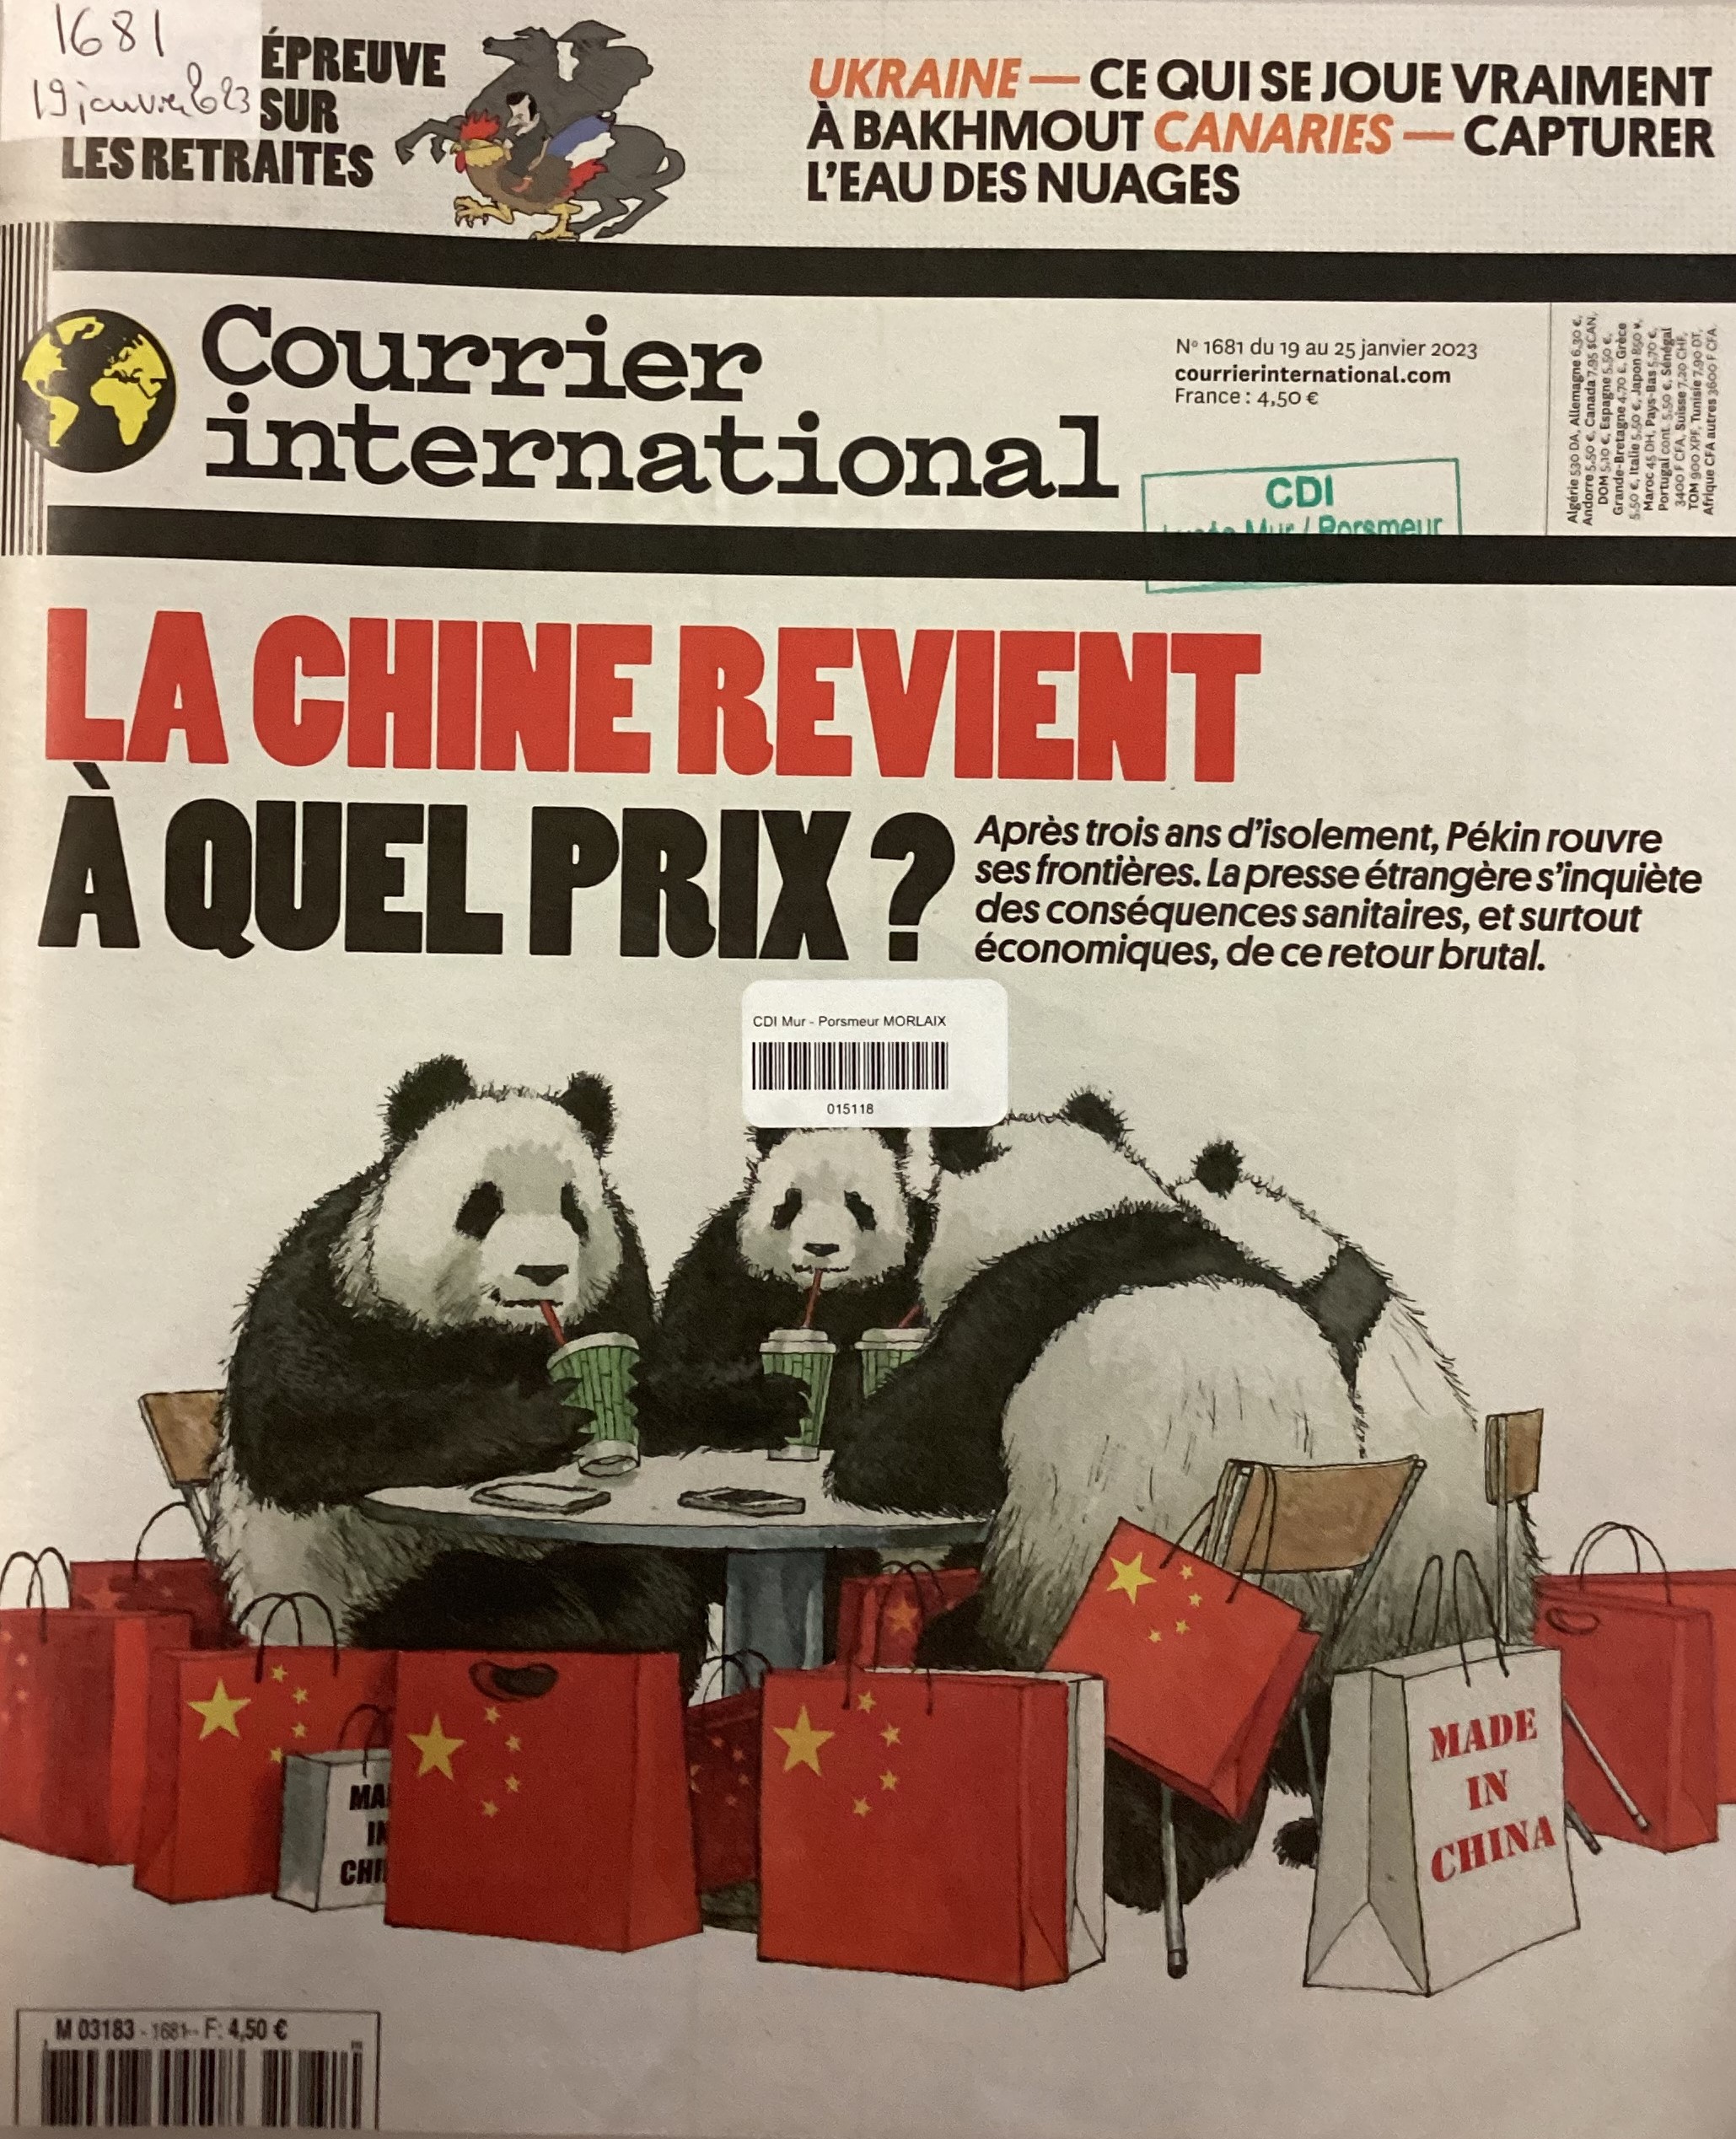 1681
19 janvier 2023
ÉPREUVE
SUR
LES RETRAITES
UKRAINE — CE QUI SE JOUE VRAIMENT
À BAKHMOUT CANARIES — CAPTURER
L'EAU DES NUAGES
Courrier
international
N° 1681 du 19 au 25 janvier 2023
courrierinternational.com
France : 4,50 €
Algérie 530 DA, Allemagne 6,30 €,
Andorre 5,50 €, Canada 7,95 $CAN,
DOM 5,10 €, Espagne 5,50 €,
Grande-Bretagne 4,70 £, Grèce
5,50 €, Italie 5,50 €, Japon 850 ¥,
Maroc 45 DH, Pays-Bas 5,70 €,
Portugal cont. 5,50 €, Sénégal
3400 F CFA, Suisse 7,20 CHF,
TOM 900 XPF, Tunisie 7,90 DT,
Afrique CFA autres 3600 F CFA.
CDI
Mur / Porsmeur
LA CHINE REVIENT
À QUEL PRIX ?
Après trois ans d'isolement, Pékin rouvre
ses frontières. La presse étrangère s'inquiète
des conséquences sanitaires, et surtout
économiques, de ce retour brutal.
CDI Mur - Porsmeur MORLAIX
015118
MA
IN
CHI
MADE
IN
CHINA
M 03183 - 1681 - F: 4,50 €